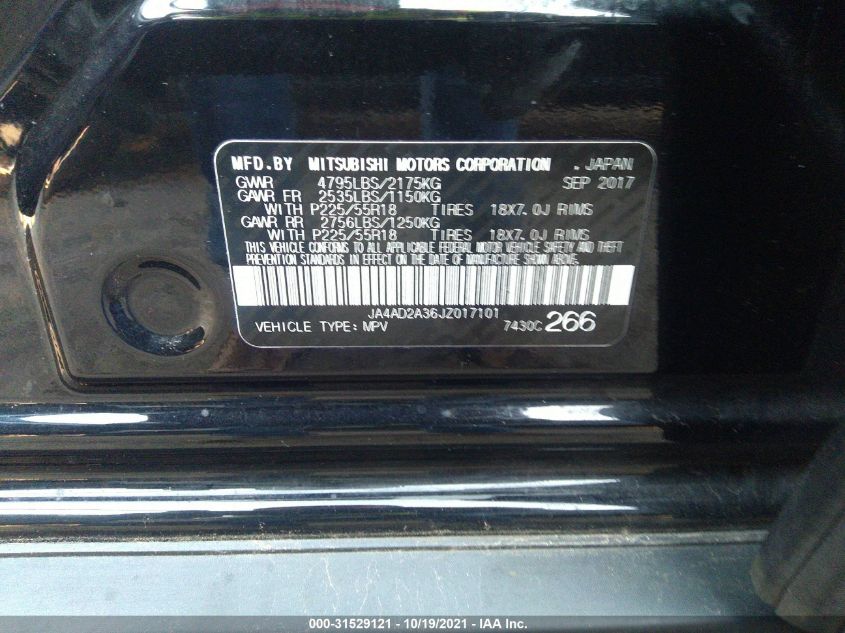 MFD.BY MITSUBISHI MOTORS CORPORATION .JAPAN
GVWR 4795LBS/2175KG SEP 2017
GAWR FR 2535LBS/1150KG
WITH P225/55R18 TIRES 18X7.0J RIMS
GAWR RR 2756LBS/1250KG
WITH P225/55R18 TIRES 18X7.0J RIMS
THIS VEHICLE CONFORMS TO ALL APPLICABLE FEDERAL MOTOR VEHICLE SAFETY AND THEFT
PREVENTION STANDARDS IN EFFECT ON THE DATE OF MANUFACTURE SHOWN ABOVE.
JA4AD2A36JZ017101
VEHICLE TYPE: MPV 7430C 266
000-31529121 - 10/19/2021 - IAA Inc.